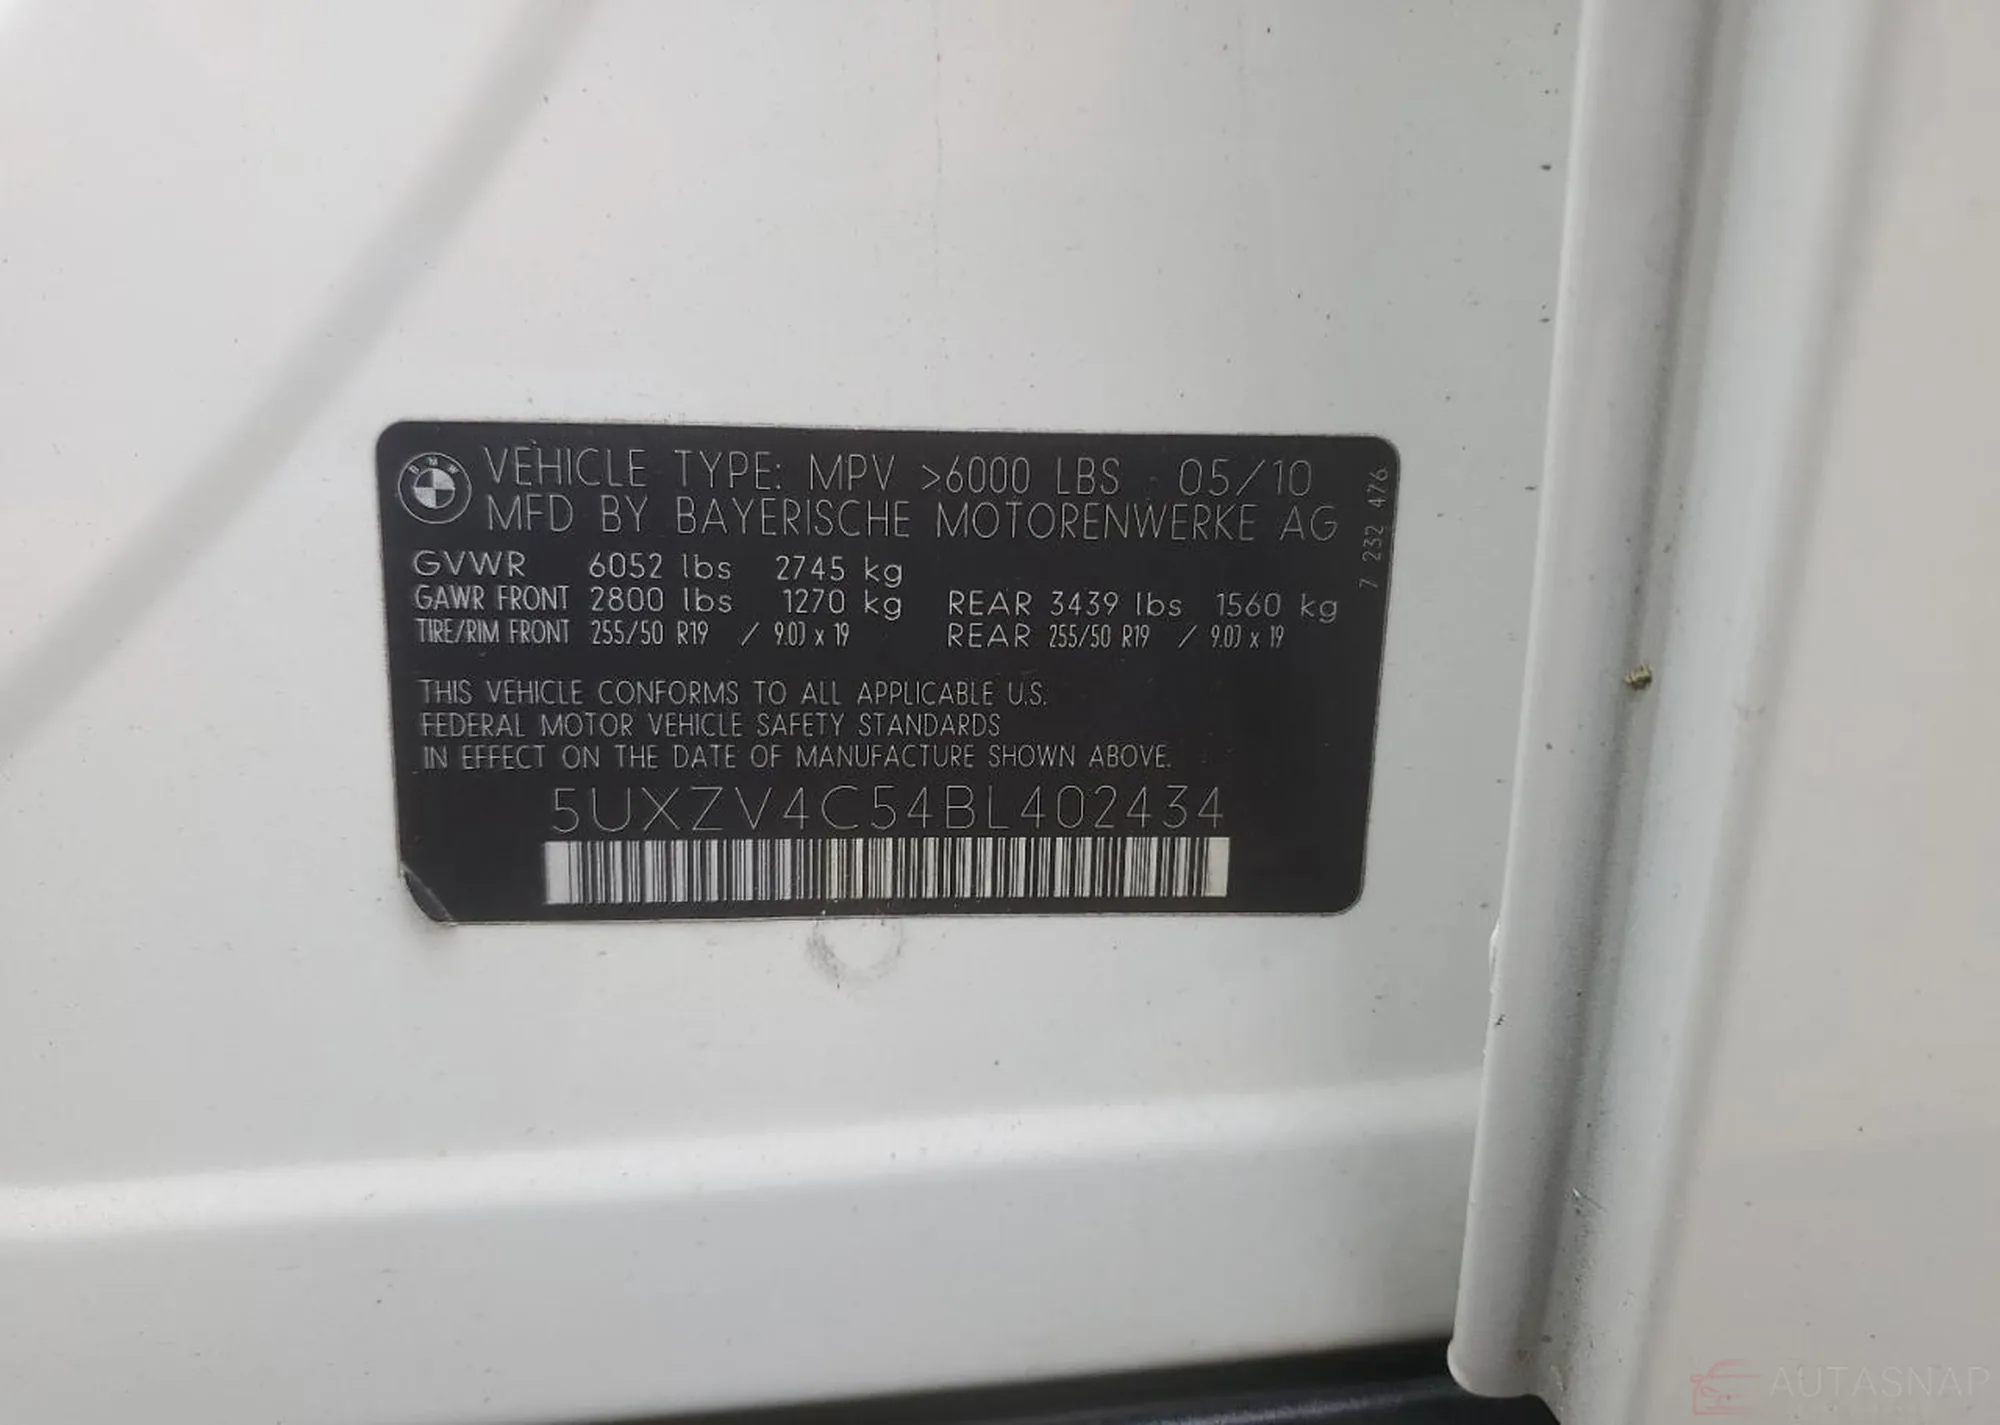 BMW
VEHICLE TYPE: MPV >6000 LBS 05/10
MFD BY BAYERISCHE MOTORENWERKE AG
7 232 476
GVWR 6052 lbs 2745 kg
GAWR FRONT 2800 lbs 1270 kg REAR 3439 lbs 1560 kg
TIRE/RIM FRONT 255/50 R19 / 9.0J x 19 REAR 255/50 R19 / 9.0J x 19
THIS VEHICLE CONFORMS TO ALL APPLICABLE U.S.
FEDERAL MOTOR VEHICLE SAFETY STANDARDS
IN EFFECT ON THE DATE OF MANUFACTURE SHOWN ABOVE.
5UXZV4C54BL402434
AUTASNAP